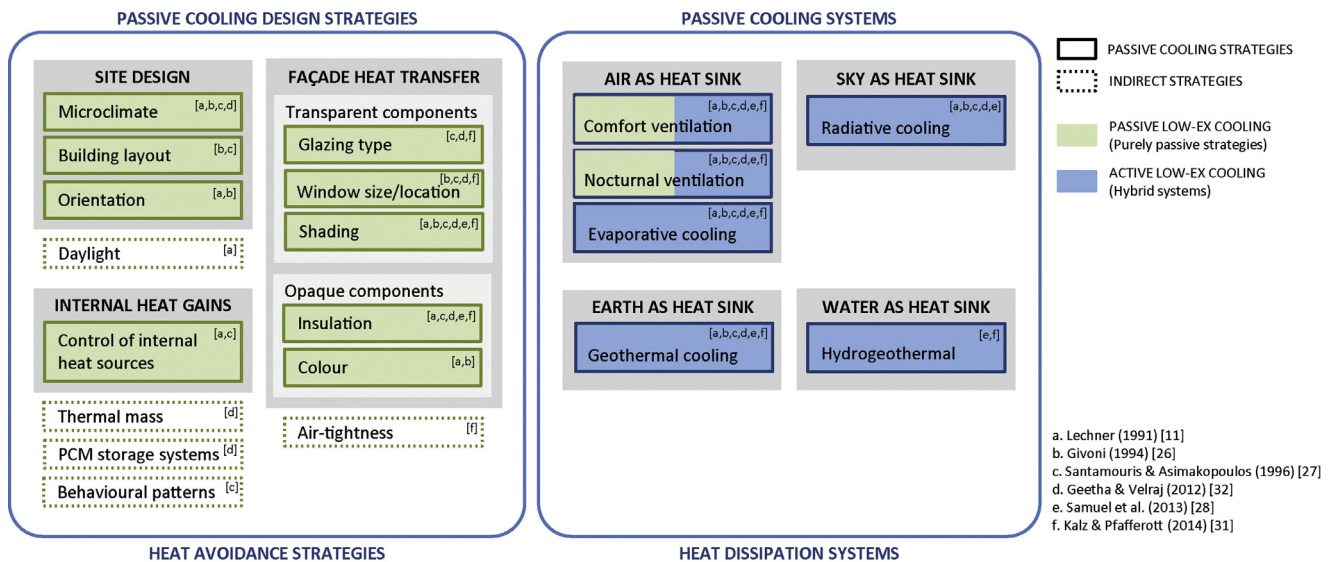 PASSIVE COOLING DESIGN STRATEGIES
SITE DESIGN
Microclimate [a,b,c,d]
Building layout [b,c]
Orientation [a,b]
Daylight [a]
INTERNAL HEAT GAINS
Control of internal [a,c]
heat sources
Thermal mass [d]
PCM storage systems [d]
Behavioural patterns [c]
FAÇADE HEAT TRANSFER
Transparent components
Glazing type [c,d,f]
Window size/location [b,c,d,f]
Shading [a,b,c,d,e,f]
Opaque components
Insulation [a,c,d,e,f]
Colour [a,b]
Air-tightness [f]
HEAT AVOIDANCE STRATEGIES
PASSIVE COOLING SYSTEMS
AIR AS HEAT SINK
[a,b,c,d,e,f]
Comfort ventilation
[a,b,c,d,e,f]
Nocturnal ventilation
[a,b,c,d,e,f]
Evaporative cooling
SKY AS HEAT SINK
[a,b,c,d,e]
Radiative cooling
EARTH AS HEAT SINK
[a,b,c,d,e,f]
Geothermal cooling
WATER AS HEAT SINK
[e,f]
Hydrogeothermal
HEAT DISSIPATION SYSTEMS
PASSIVE COOLING STRATEGIES
INDIRECT STRATEGIES
PASSIVE LOW-EX COOLING
(Purely passive strategies)
ACTIVE LOW-EX COOLING
(Hybrid systems)
a. Lechner (1991) [11]
b. Givoni (1994) [26]
c. Santamouris & Asimakopoulos (1996) [27]
d. Geetha & Velraj (2012) [32]
e. Samuel et al. (2013) [28]
f. Kalz & Pfafferott (2014) [31]